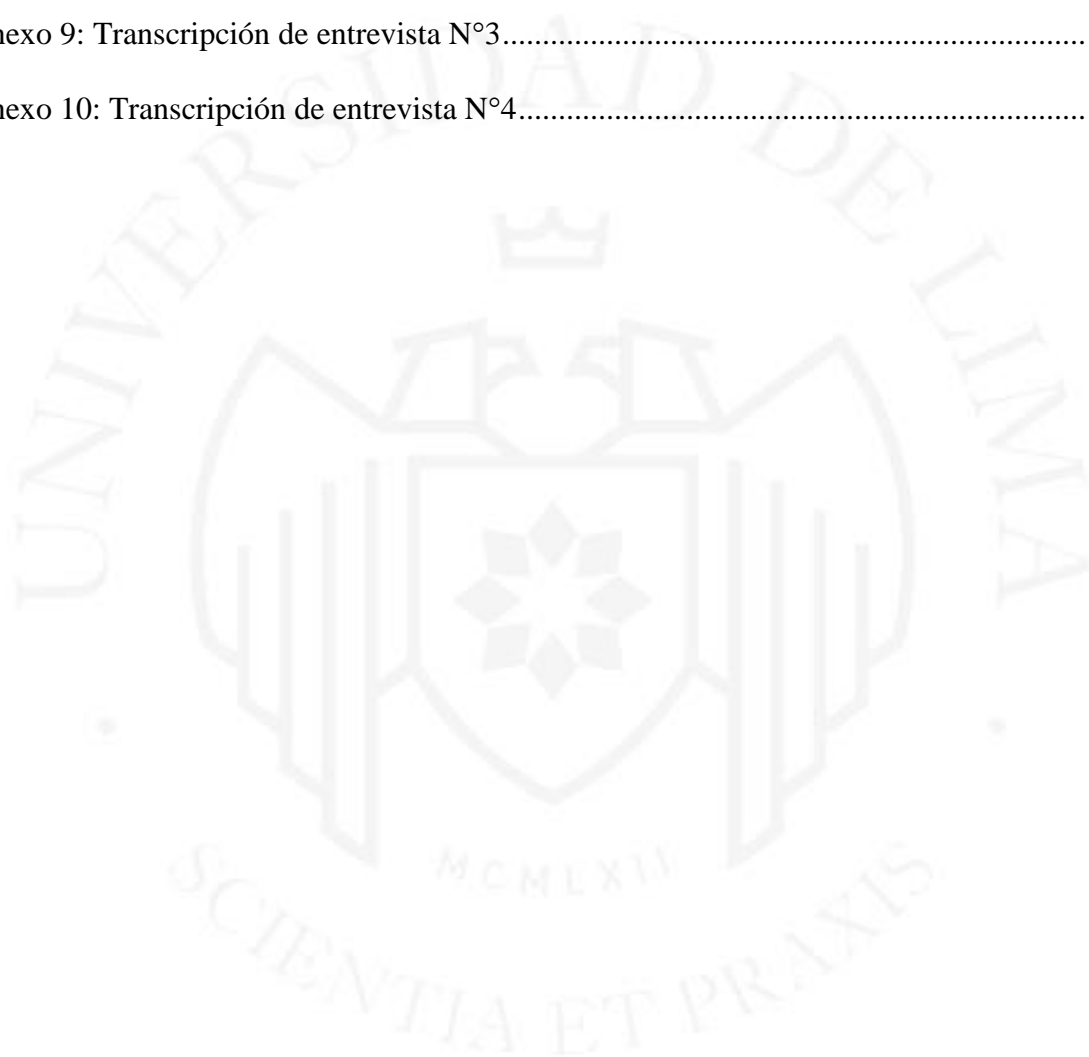 nexo 9: Transcripción de entrevista N°3.......................................................................
nexo 10: Transcripción de entrevista N°4.....................................................................
UNIVERSIDAD DE LIMA
MCMLXII
SCIENTIA ET PRAXIS